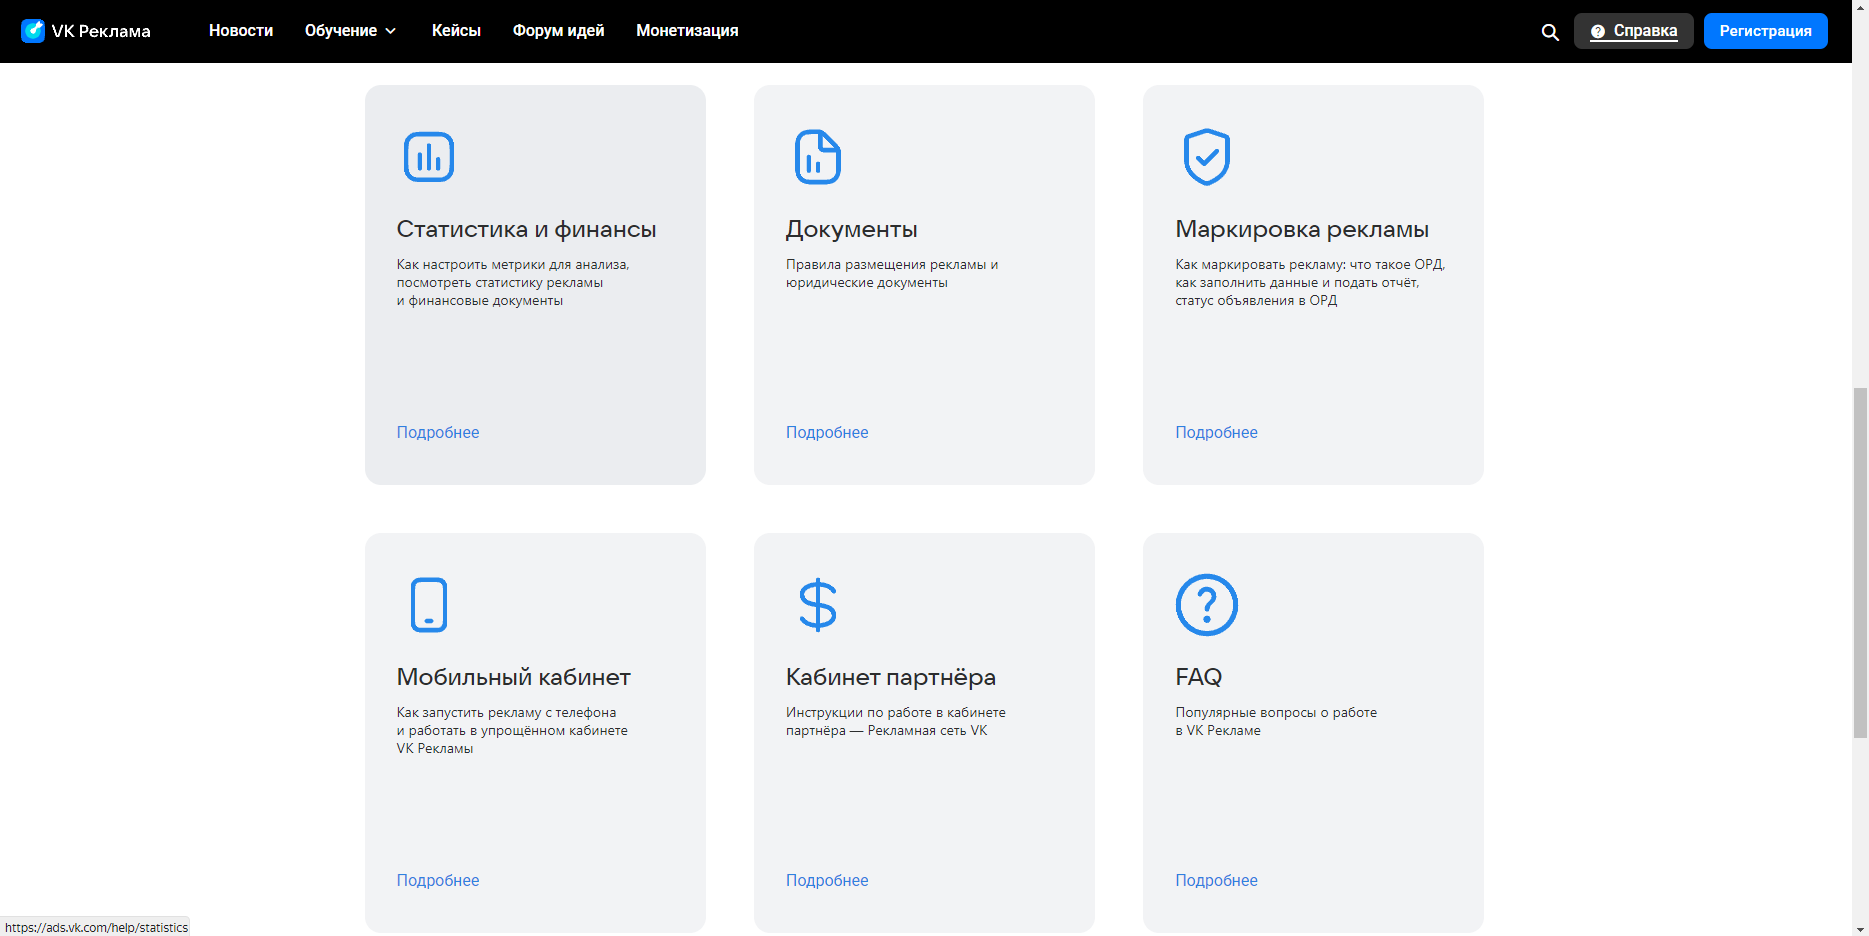 VK Реклама
Новости
Обучение
Кейсы
Форум идей
Монетизация
Справка
Регистрация
Статистика и финансы
Как настроить метрики для анализа,
посмотреть статистику рекламы
и финансовые документы
Подробнее
Документы
Правила размещения рекламы и
юридические документы
Подробнее
Маркировка рекламы
Как маркировать рекламу: что такое ОРД,
как заполнить данные и подать отчёт,
статус объявления в ОРД
Подробнее
Мобильный кабинет
Как запустить рекламу с телефона
и работать в упрощённом кабинете
VK Рекламы
Подробнее
Кабинет партнёра
Инструкции по работе в кабинете
партнёра — Рекламная сеть VK
Подробнее
FAQ
Популярные вопросы о работе
в VK Рекламе
Подробнее
https://ads.vk.com/help/statistics